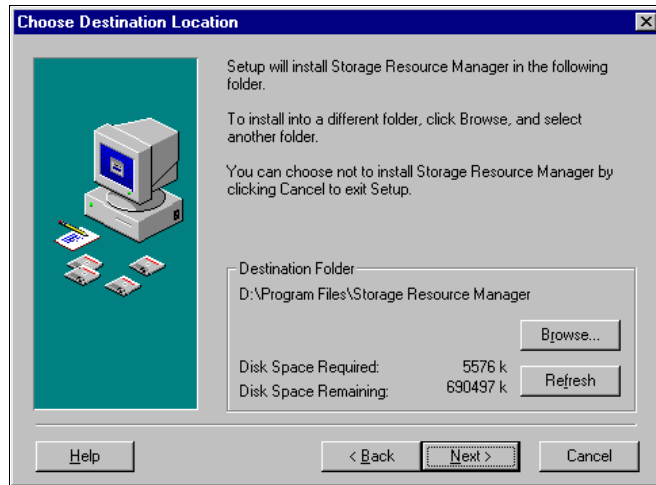 Choose Destination Location
Setup will install Storage Resource Manager in the following
folder.
To install into a different folder, click Browse, and select
another folder.
You can choose not to install Storage Resource Manager by
clicking Cancel to exit Setup.
Destination Folder
D:\Program Files\Storage Resource Manager
Browse...
Disk Space Required: 5576 k
Disk Space Remaining: 690497 k
Refresh
Help
< Back
Next >
Cancel